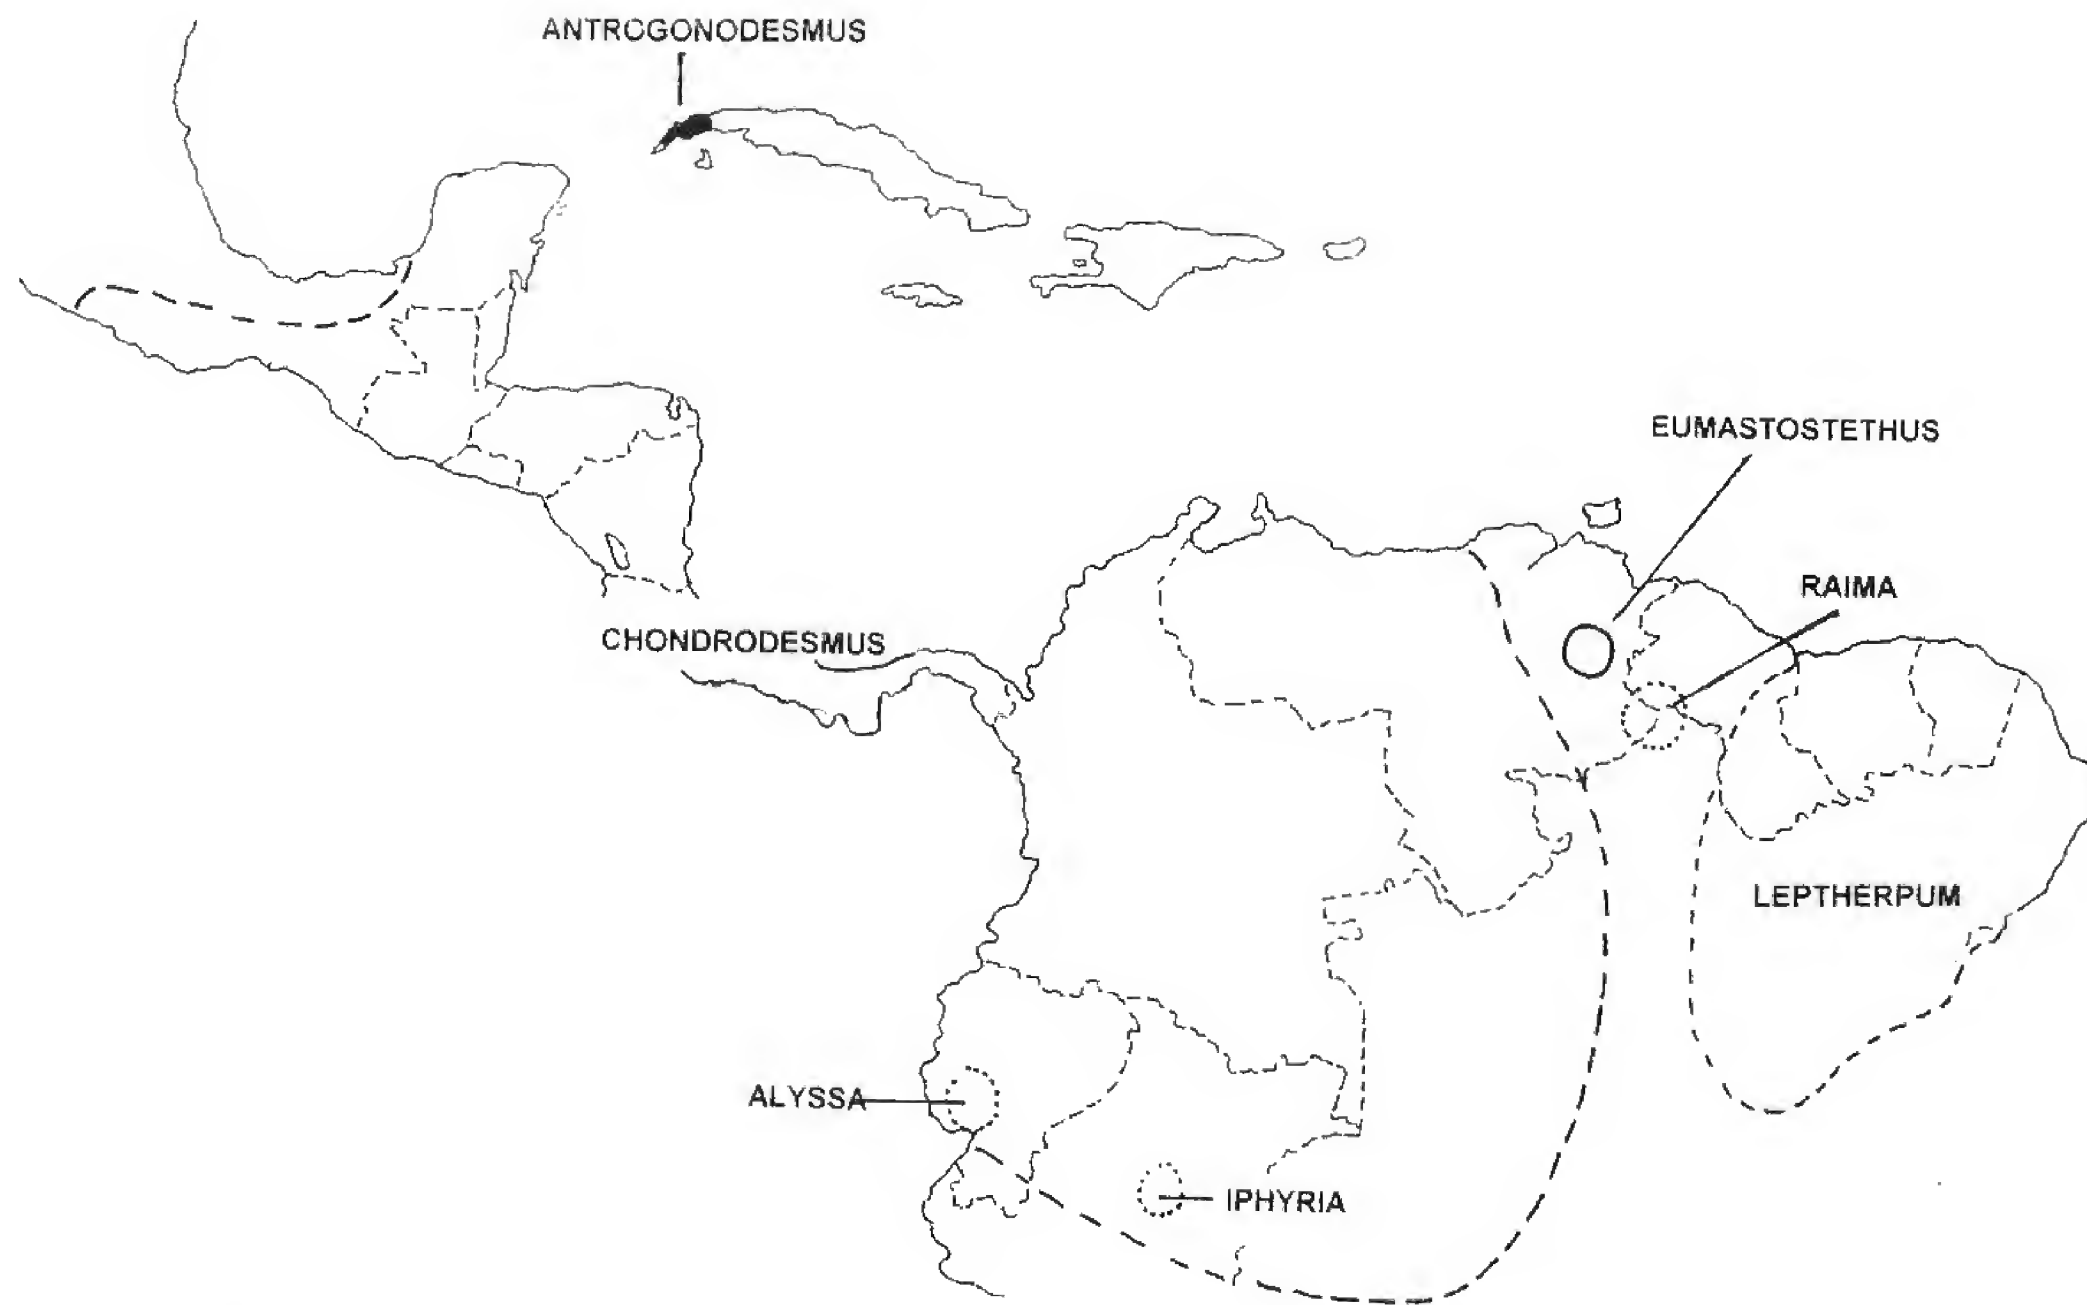 ANTROGONODESMUS
EUMASTOSTETHUS
RAIMA
CHONDRODESMUS
LEPTHERPUM
ALYSSA
IPHYRIA